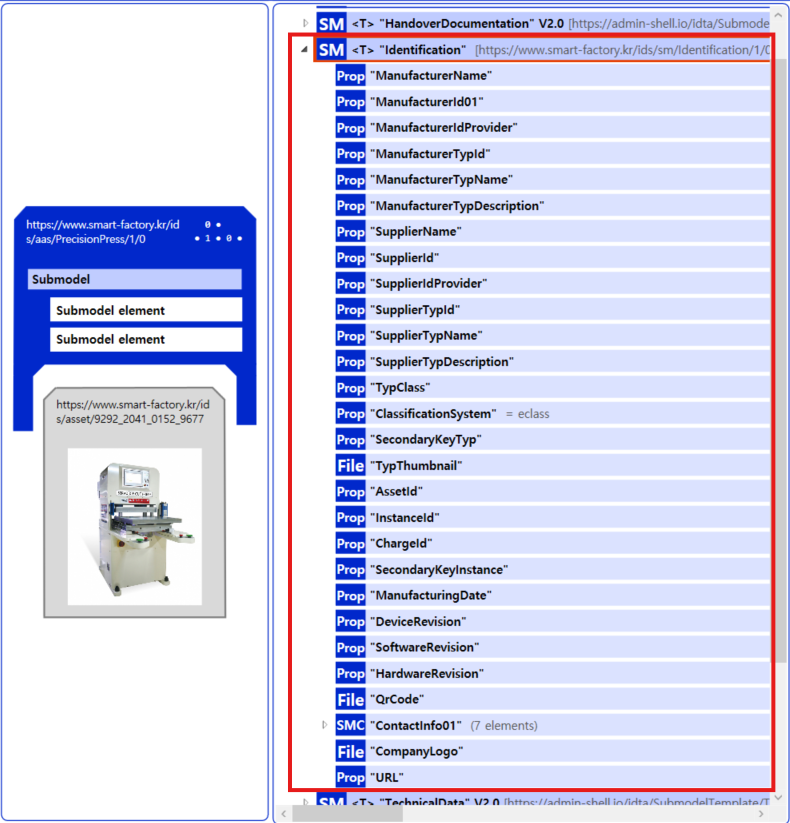 https://www.smart-factory.kr/id
s/aas/PrecisionPress/1/0
0
1 0
Submodel
Submodel element
Submodel element
https://www.smart-factory.kr/id
s/asset/9292_2041_0152_9677
SM <T> "HandoverDocumentation" V2.0 [https://admin-shell.io/idta/Submode
SM <T> "Identification" [https://www.smart-factory.kr/ids/sm/Identification/1/0
Prop "ManufacturerName"
Prop "ManufacturerId01"
Prop "ManufacturerIdProvider"
Prop "ManufacturerTypId"
Prop "ManufacturerTypName"
Prop "ManufacturerTypDescription"
Prop "SupplierName"
Prop "SupplierId"
Prop "SupplierIdProvider"
Prop "SupplierTypId"
Prop "SupplierTypName"
Prop "SupplierTypDescription"
Prop "TypClass"
Prop "ClassificationSystem" = eclass
Prop "SecondaryKeyTyp"
File "TypThumbnail"
Prop "AssetId"
Prop "InstanceId"
Prop "ChargeId"
Prop "SecondaryKeyInstance"
Prop "ManufacturingDate"
Prop "DeviceRevision"
Prop "SoftwareRevision"
Prop "HardwareRevision"
File "QrCode"
SMC "ContactInfo01" (7 elements)
File "CompanyLogo"
Prop "URL"
SM <T> "TechnicalData" V2.0 [https://admin-shell.io/idta/SubmodelTemplate/T